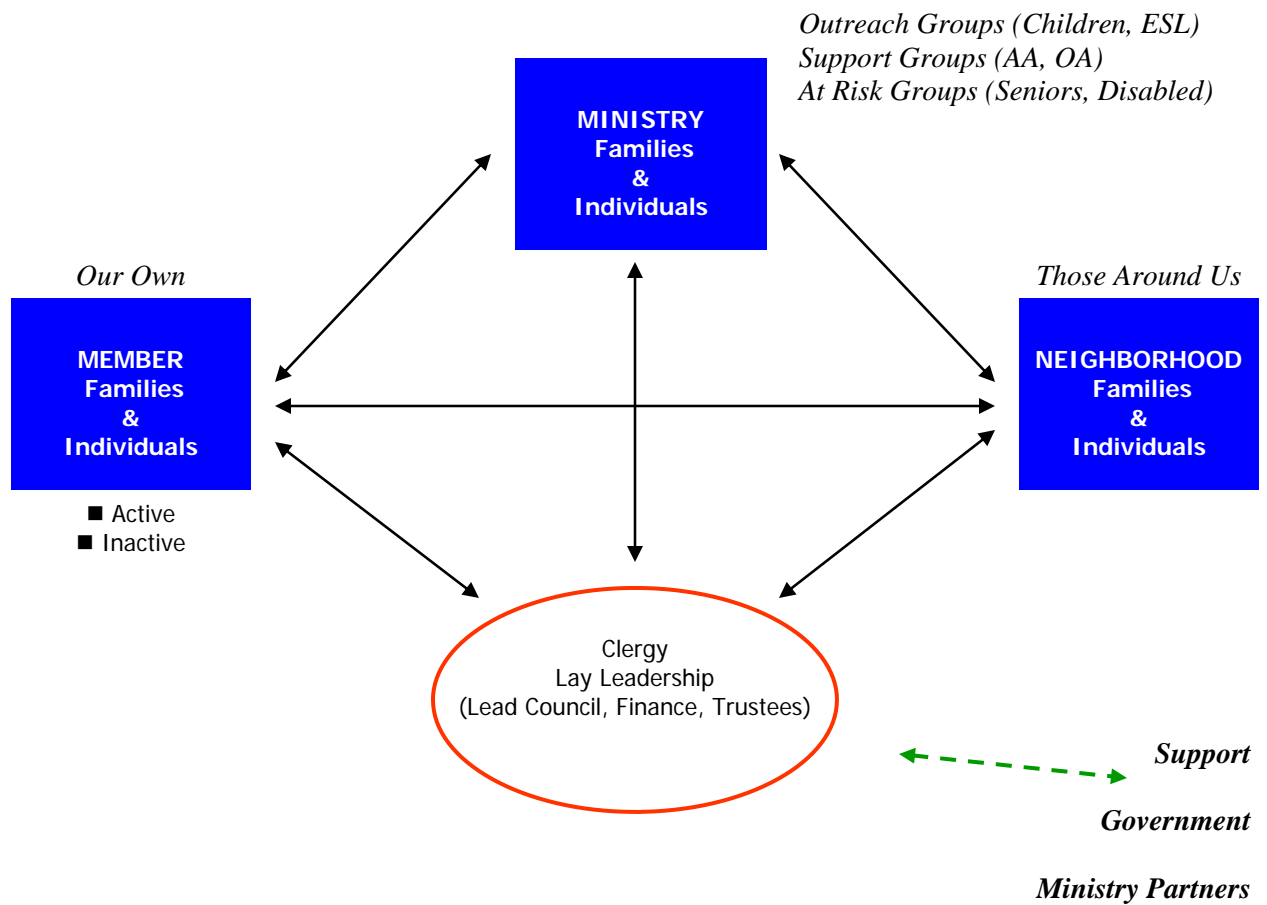 Outreach Groups (Children, ESL)
Support Groups (AA, OA)
At Risk Groups (Seniors, Disabled)
MINISTRY
Families
&
Individuals
Our Own
MEMBER
Families
&
Individuals
■ Active
■ Inactive
Those Around Us
NEIGHBORHOOD
Families
&
Individuals
Clergy
Lay Leadership
(Lead Council, Finance, Trustees)
Support
Government
Ministry Partners